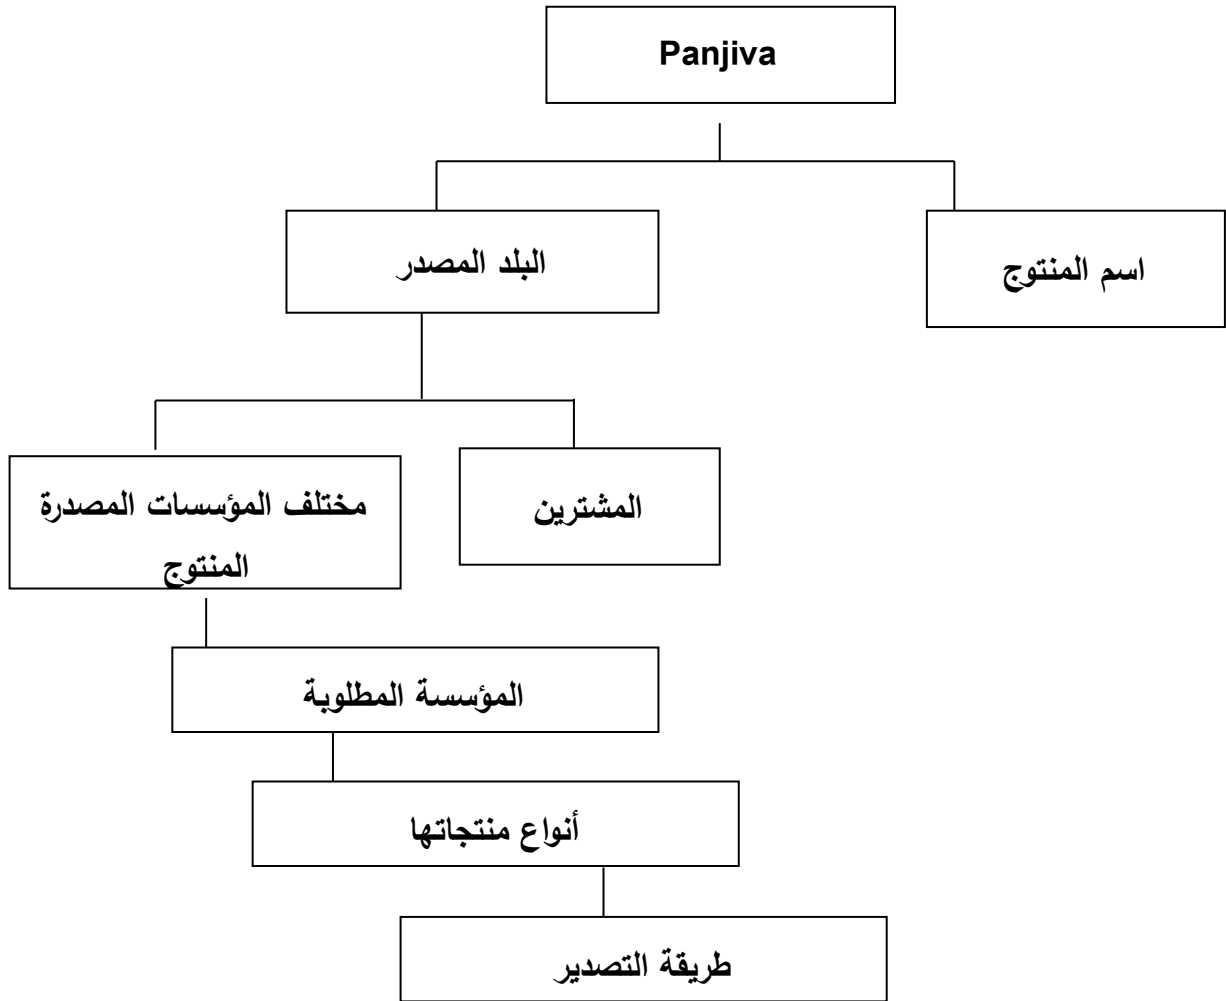 Panjiva
اسم المنتوج
البلد المصدر
المشترين
مختلف المؤسسات المصدرة
المنتوج
المؤسسة المطلوبة
أنواع منتجاتها
طريقة التصدير